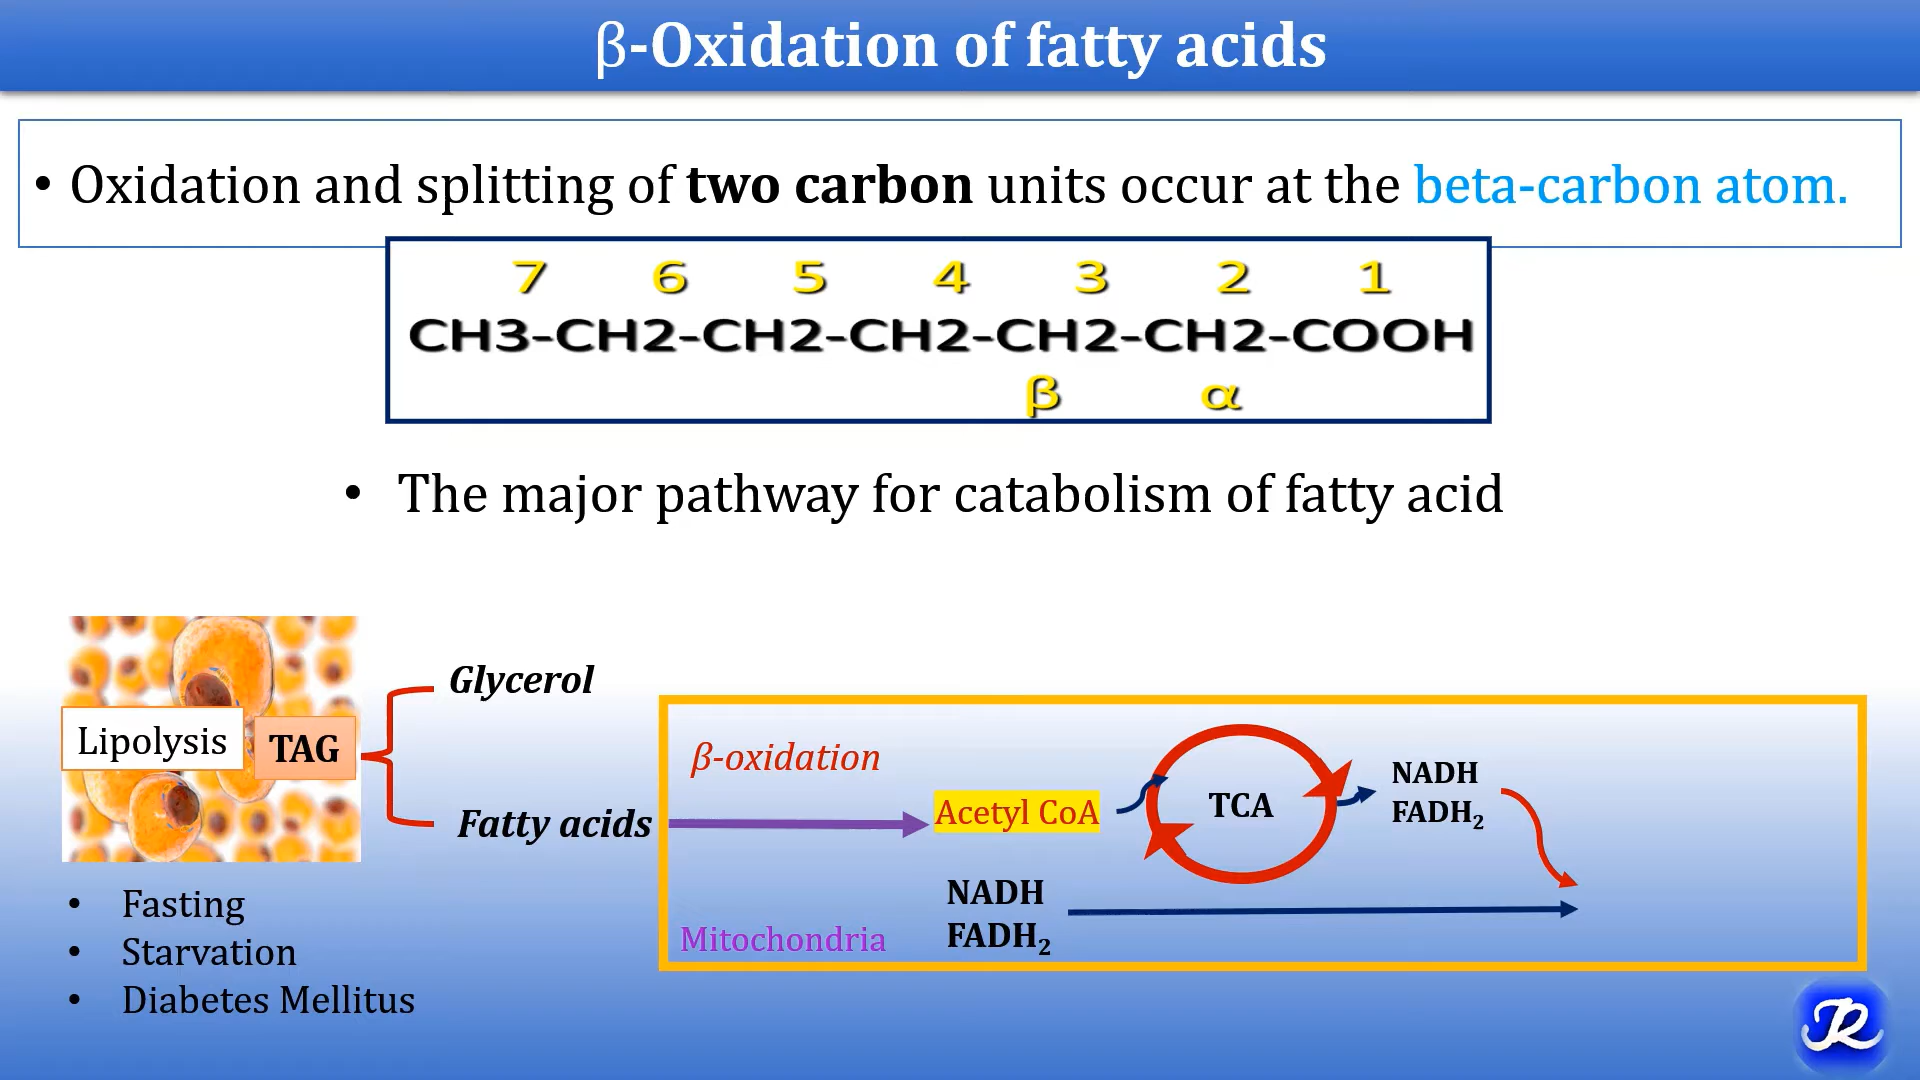 β-Oxidation of fatty acids
• Oxidation and splitting of two carbon units occur at the beta-carbon atom.
7 6 5 4 3 2 1
CH3-CH2-CH2-CH2-CH2-CH2-COOH
β α
• The major pathway for catabolism of fatty acid
Glycerol
Lipolysis TAG
Fatty acids
β-oxidation
Acetyl CoA
TCA
NADH
FADH₂
NADH
FADH₂
Mitochondria
• Fasting
• Starvation
• Diabetes Mellitus
R